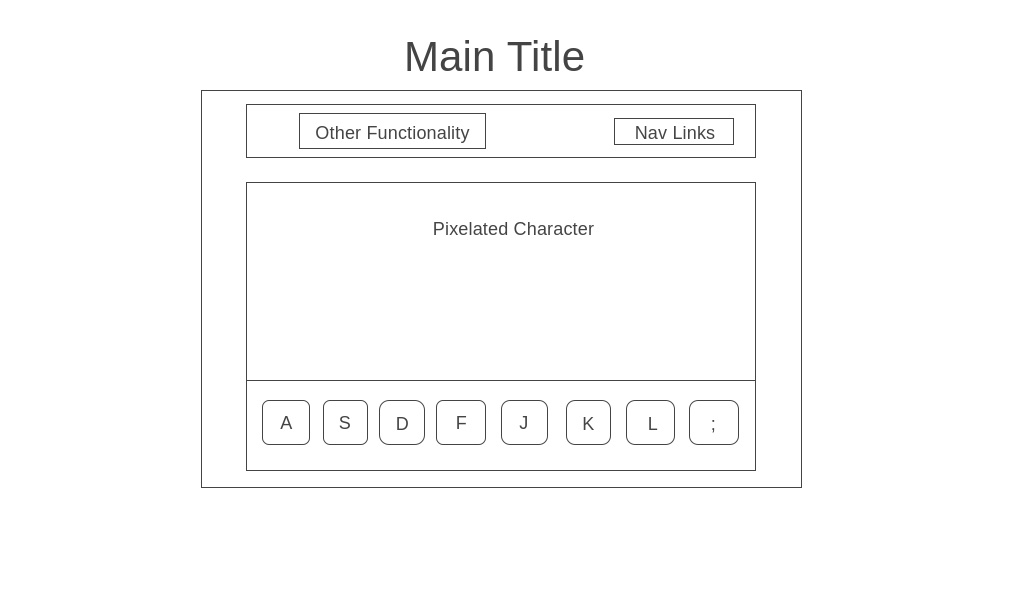 Main Title
Other Functionality Nav Links
Pixelated Character
A S D F J K L ;